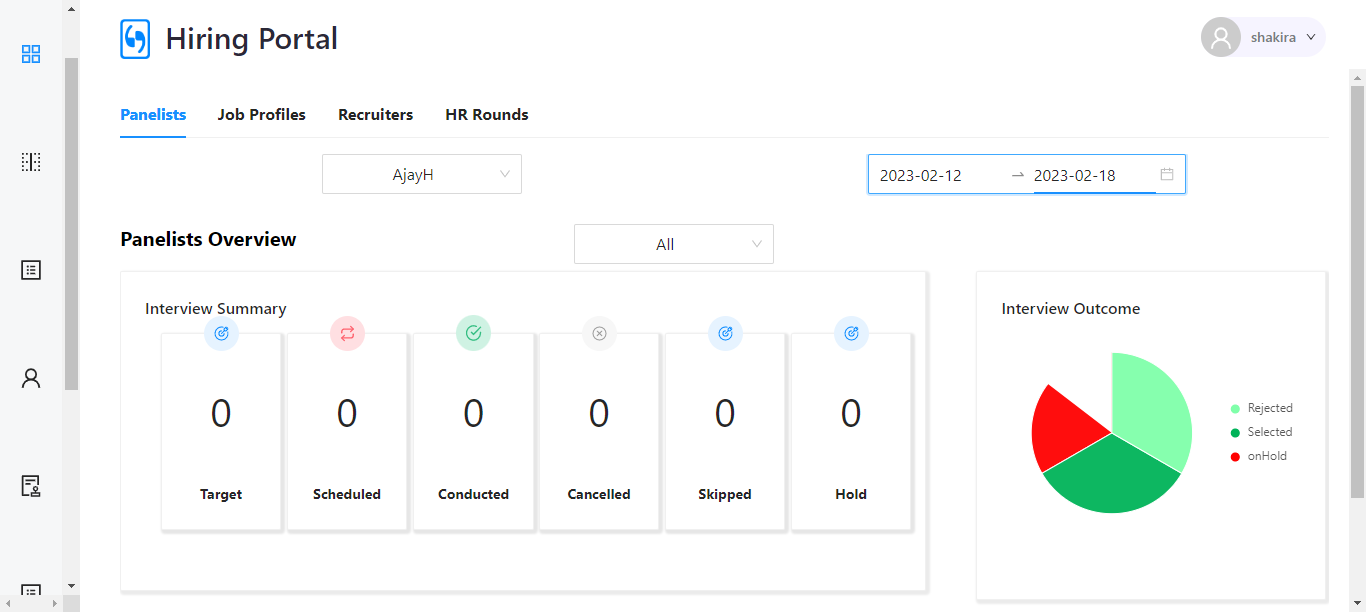 Hiring Portal
shakira
Panelists Job Profiles Recruiters HR Rounds
AjayH 2023-02-12 2023-02-18
Panelists Overview All
Interview Summary
0 0 0 0 0 0
Target Scheduled Conducted Cancelled Skipped Hold
Interview Outcome
Rejected
Selected
onHold